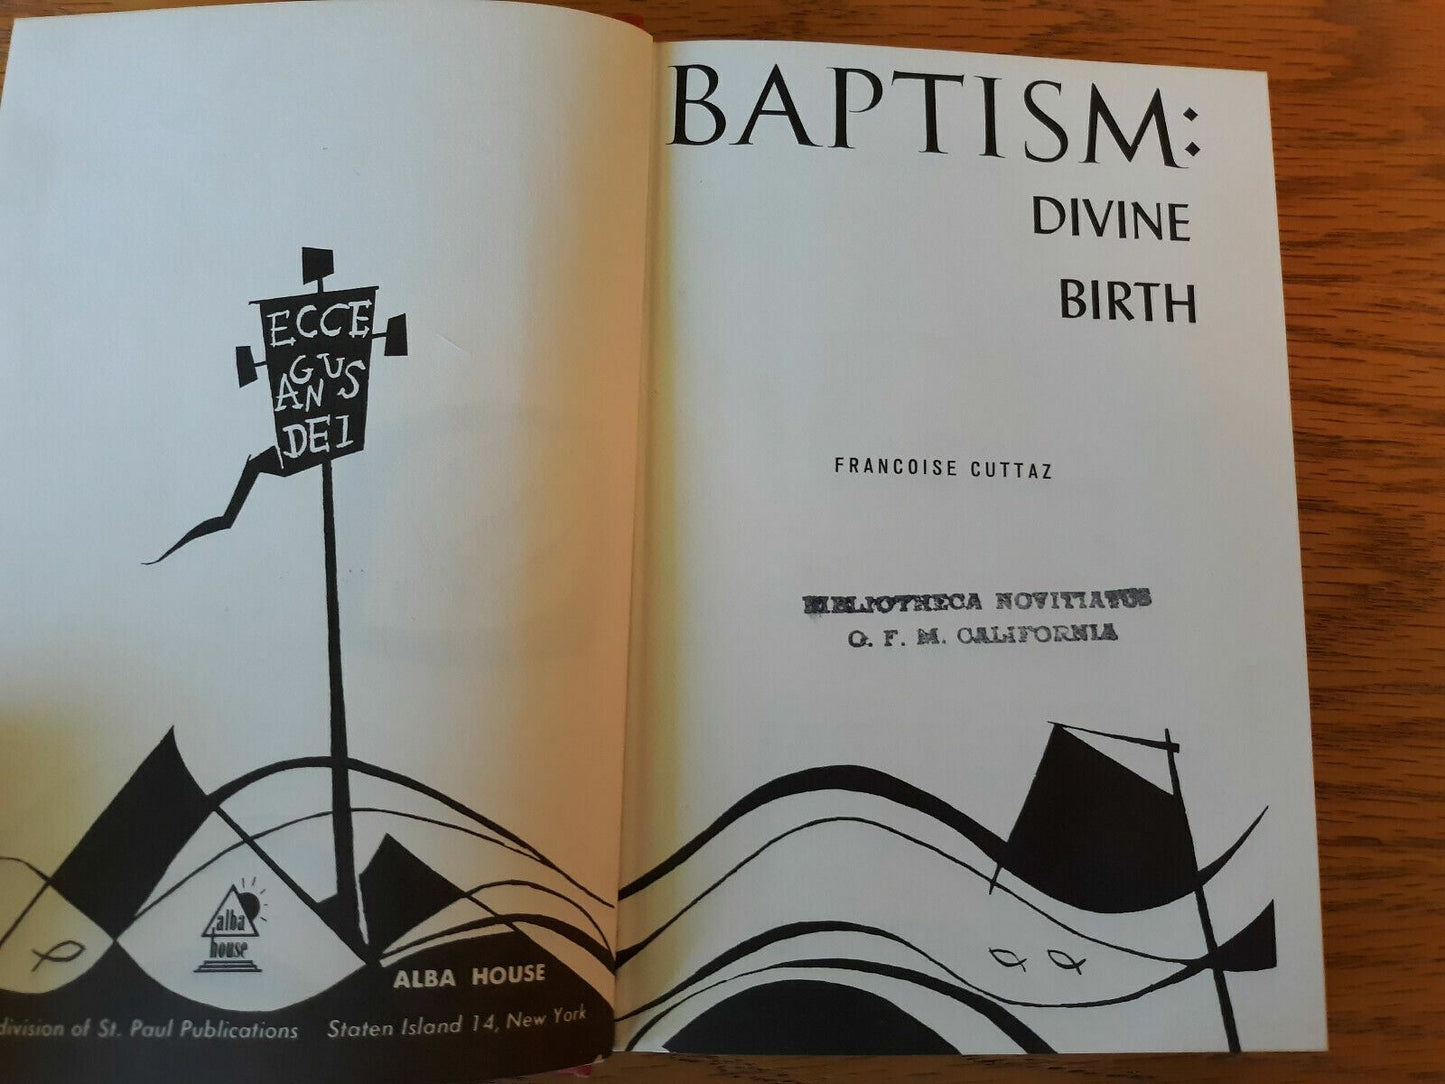 ECCE
AGNUS
DEI
alba
house
ALBA HOUSE
division of St. Paul Publications Staten Island 14, New York
BAPTISM:
DIVINE
BIRTH
FRANCOISE CUTTAZ
BIBLIOTHECA NOVITIATUS
O. F. M. CALIFORNIA